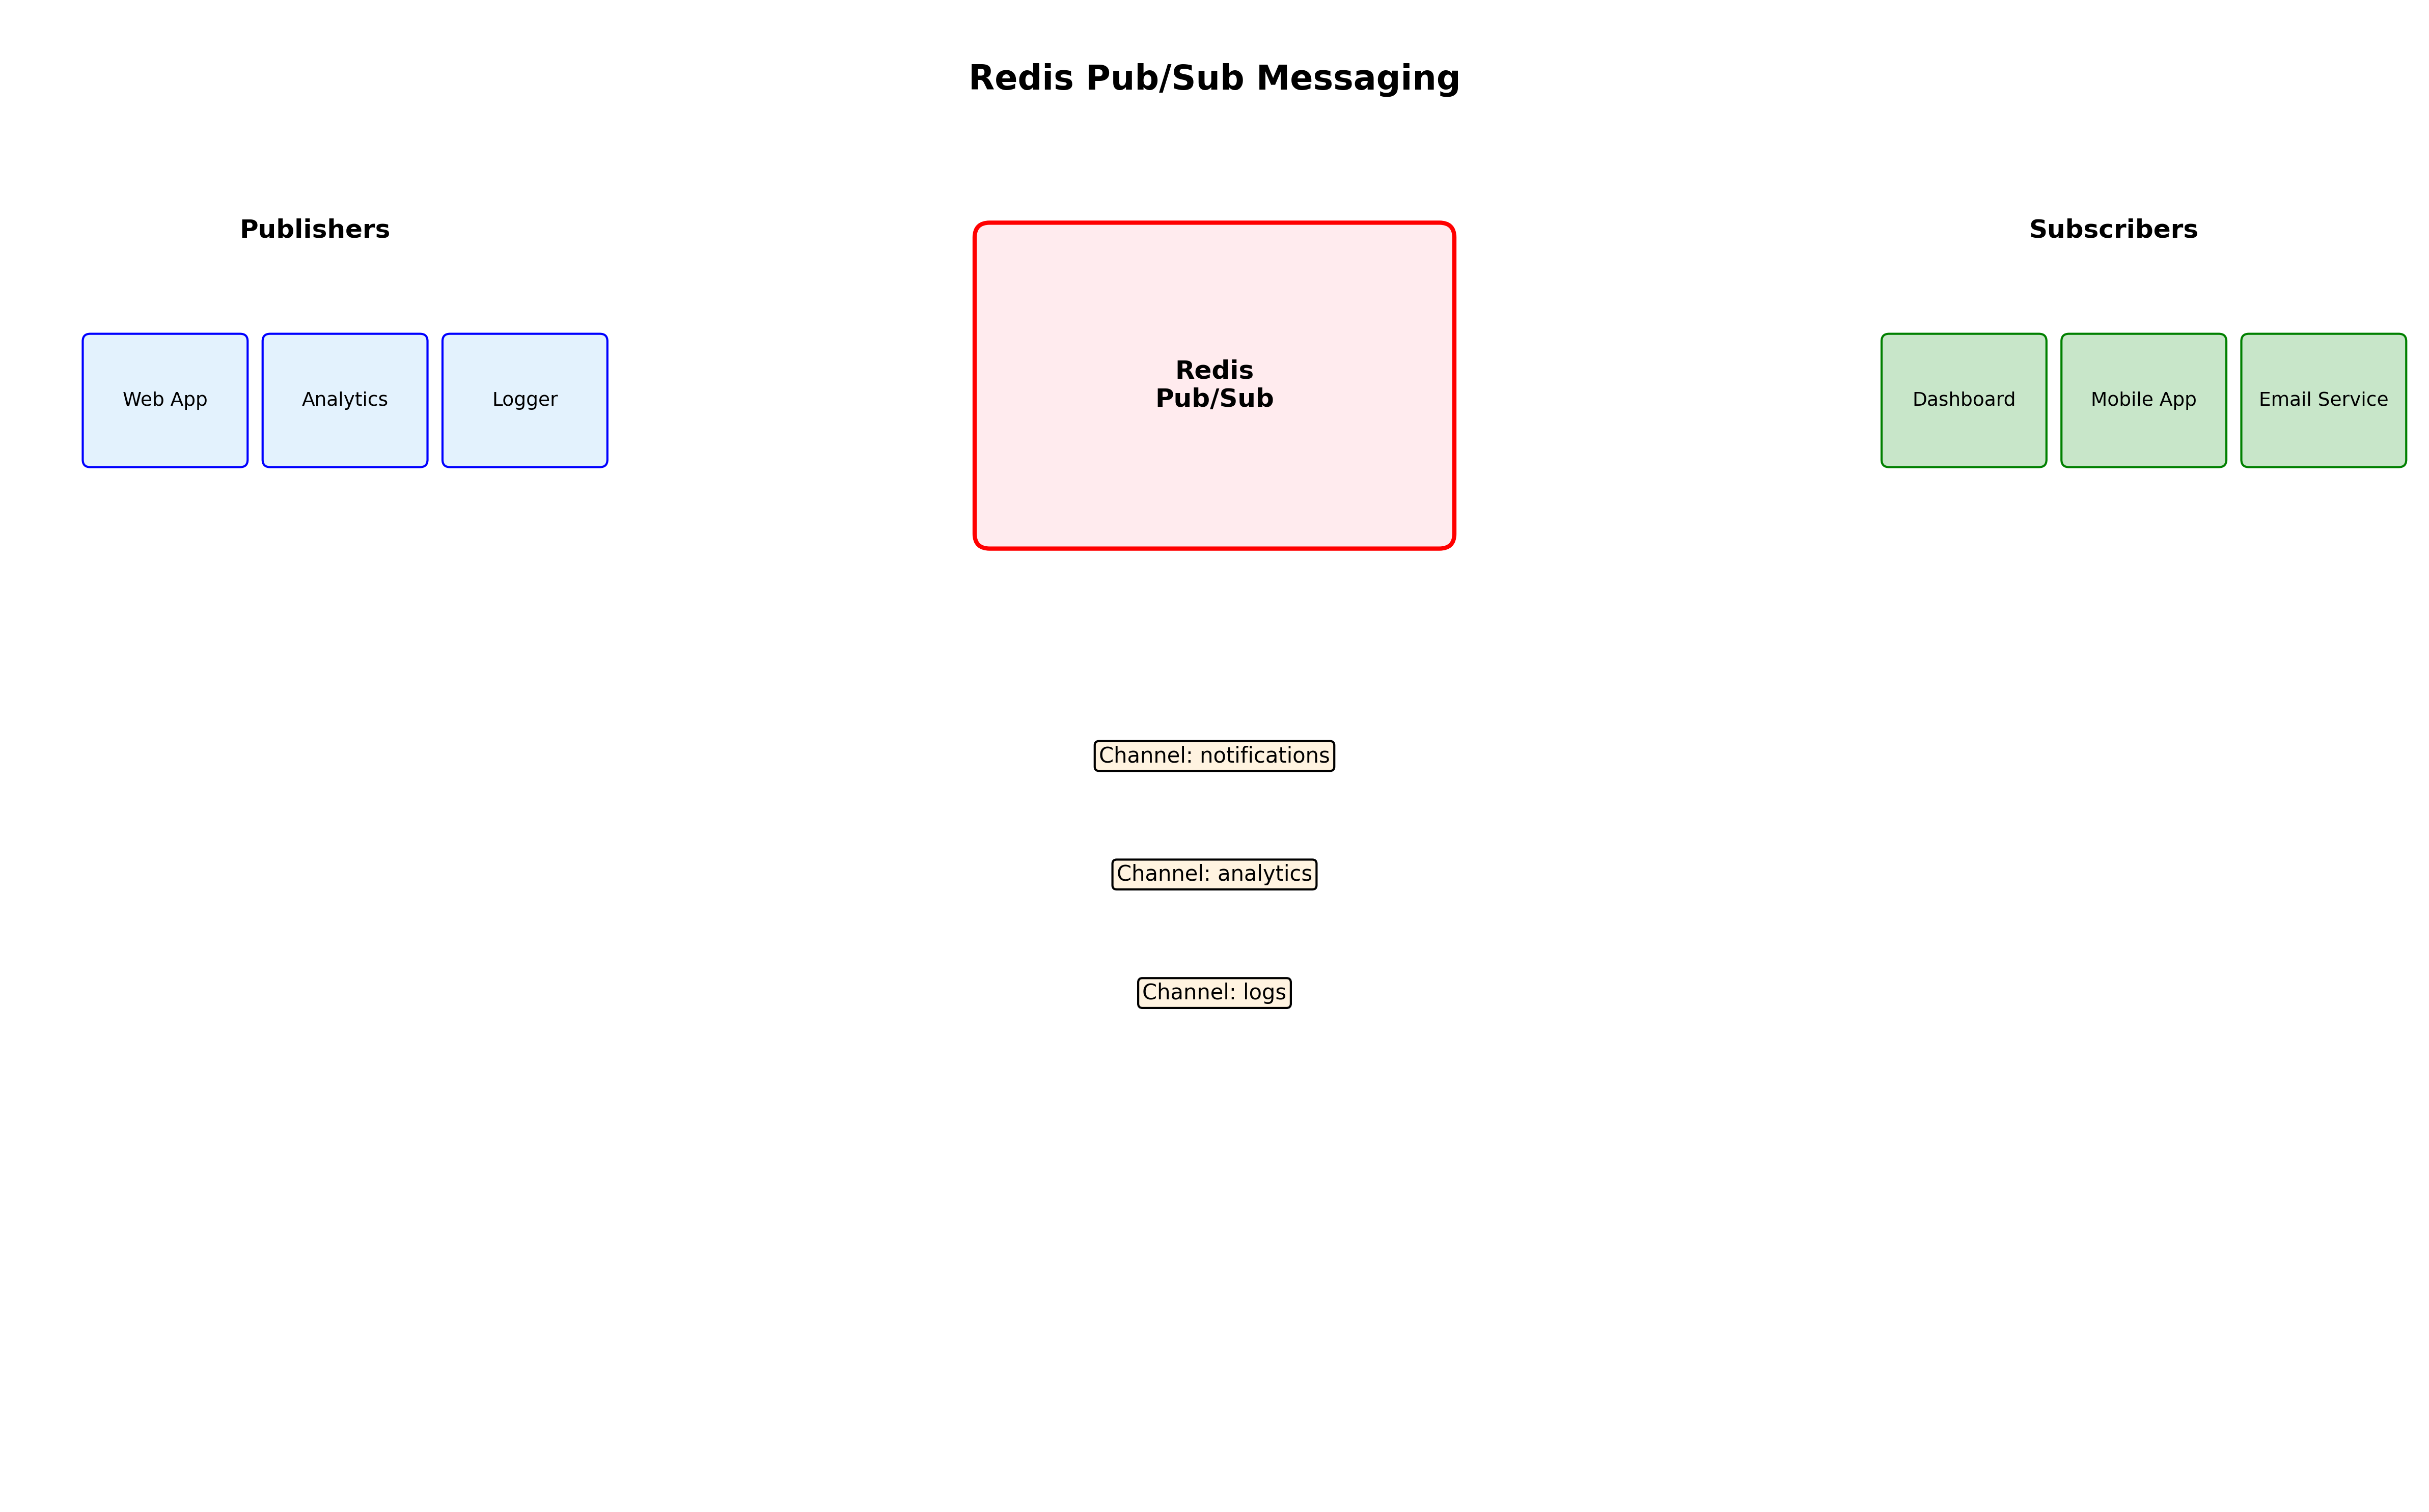 Redis Pub/Sub Messaging
Publishers
Subscribers
Web App
Analytics
Logger
Redis
Pub/Sub
Dashboard
Mobile App
Email Service
Channel: notifications
Channel: analytics
Channel: logs